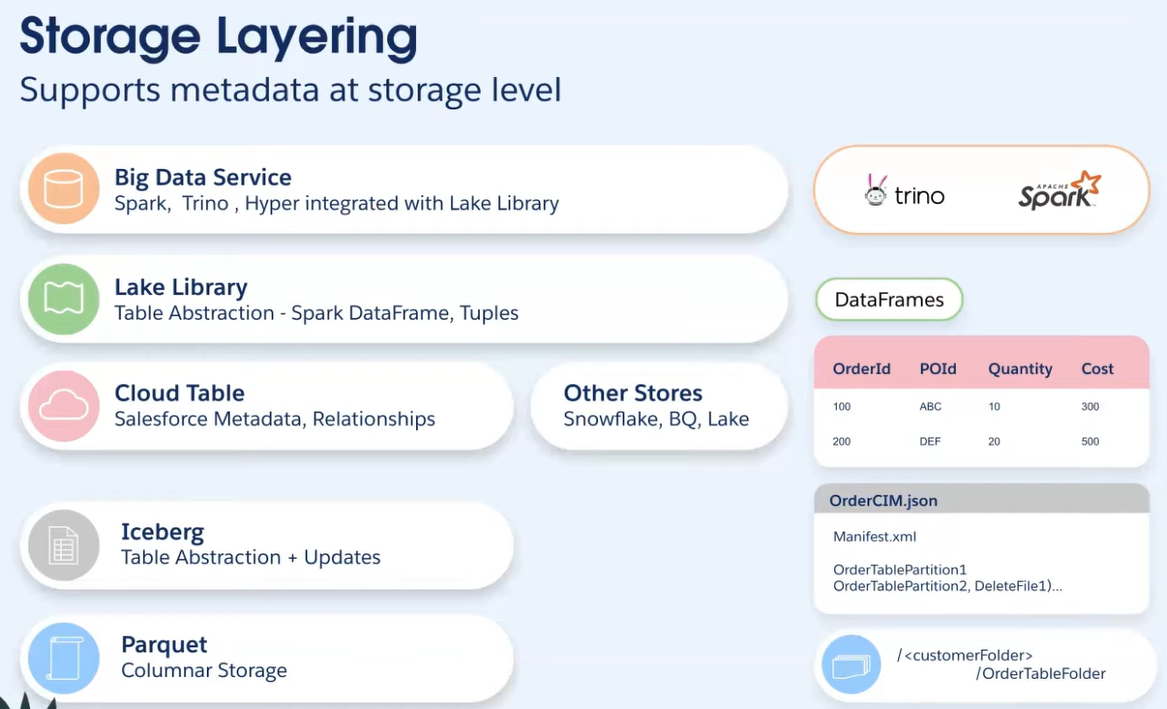 Storage Layering
Supports metadata at storage level
Big Data Service
Spark,  Trino , Hyper integrated with Lake Library
trino
APACHE
Spark™
Lake Library
Table Abstraction - Spark DataFrame, Tuples
DataFrames
Cloud Table
Salesforce Metadata, Relationships
Other Stores
Snowflake, BQ, Lake
OrderId POId Quantity Cost
100 ABC 10 300
200 DEF 20 500
Iceberg
Table Abstraction + Updates
OrderCIM.json
Manifest.xml
OrderTablePartition1
OrderTablePartition2, DeleteFile1)...
Parquet
Columnar Storage
/<customerFolder>
/OrderTableFolder